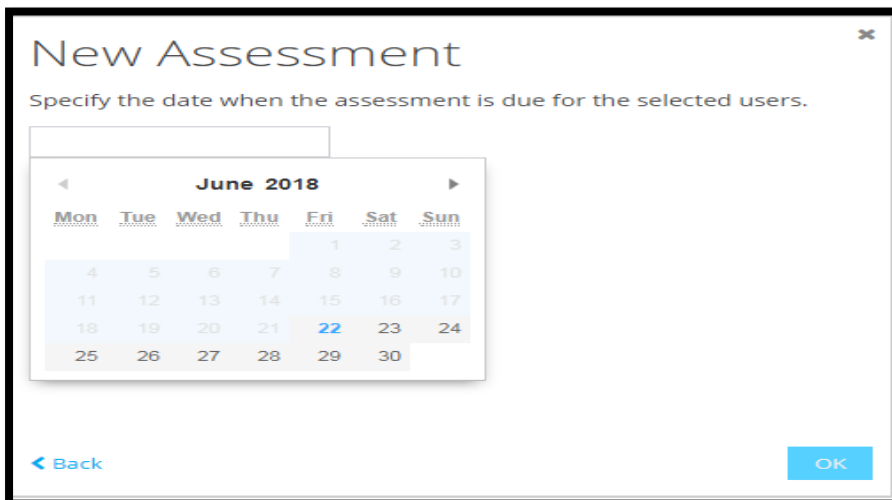 New Assessment
Specify the date when the assessment is due for the selected users.
June 2018
Mon Tue Wed Thu Fri Sat Sun
1 2 3
4 5 6 7 8 9 10
11 12 13 14 15 16 17
18 19 20 21 22 23 24
25 26 27 28 29 30
Back OK